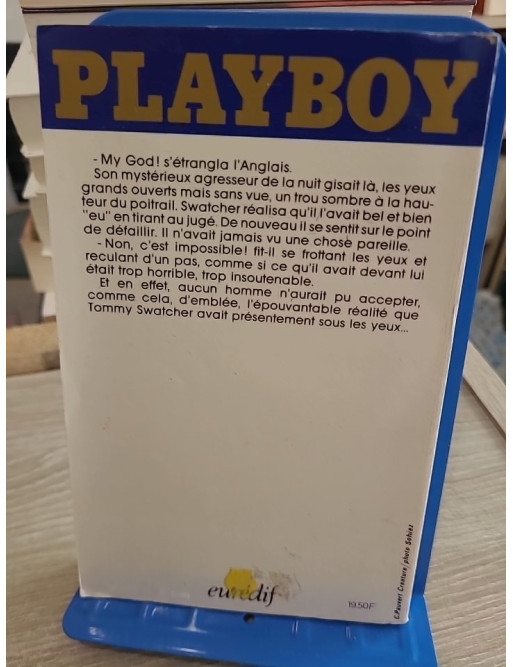 PLAYBOY
- My God! s'étrangla l'Anglais.
Son mystérieux agresseur de la nuit gisait là, les yeux
grands ouverts mais sans vue, un trou sombre à la hau-
teur du poitrail. Swatcher réalisa qu'il l'avait bel et bien
"eu" en tirant au jugé. De nouveau il se sentit sur le point
de défaillir. Il n'avait jamais vu une chose pareille.
- Non, c'est impossible! fit-il se frottant les yeux et
reculant d'un pas, comme si ce qu'il avait devant lui
était trop horrible, trop insoutenable.
Et en effet, aucun homme n'aurait pu accepter,
comme cela, d'emblée, l'épouvantable réalité que
Tommy Swatcher avait présentement sous les yeux...
eurédif
19.50F
photo